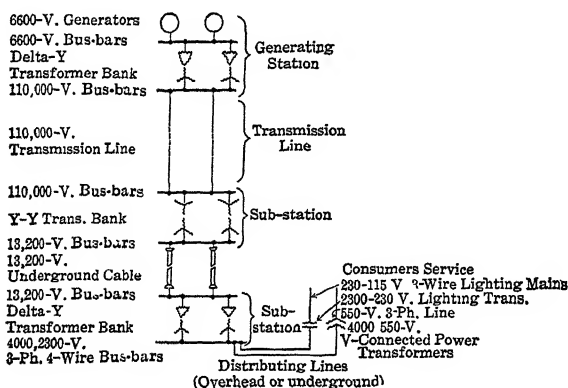 6600-V. Generators
6600-V. Bus-bars
Delta-Y
Transformer Bank
110,000-V. Bus-bars
Generating
Station
110,000-V.
Transmission Line
Transmission
Line
110,000-V. Bus-bars
Y-Y Trans. Bank
13,200-V. Bus-bars
Sub-station
13,200-V.
Underground Cable
13,200-V. Bus-bars
Delta-Y
Transformer Bank
4000,2300-V.
3-Ph. 4-Wire Bus-bars
Sub-
station
Consumers Service
230-115 V 3-Wire Lighting Mains
2300-230 V. Lighting Trans.
550-V. 3-Ph. Line
4000 550-V.
V-Connected Power
Transformers
Distributing Lines
(Overhead or underground)